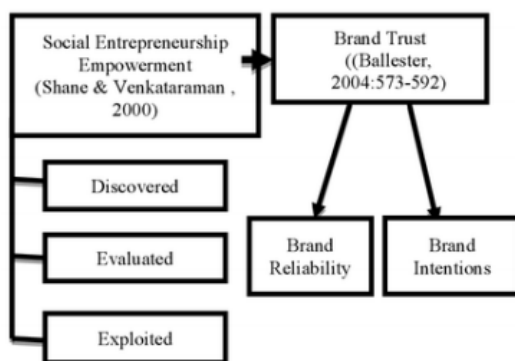 Social Entrepreneurship
Empowerment
(Shane & Venkataraman ,
2000)
Brand Trust
((Ballester,
2004:573-592)
Discovered
Evaluated
Exploited
Brand
Reliability
Brand
Intentions